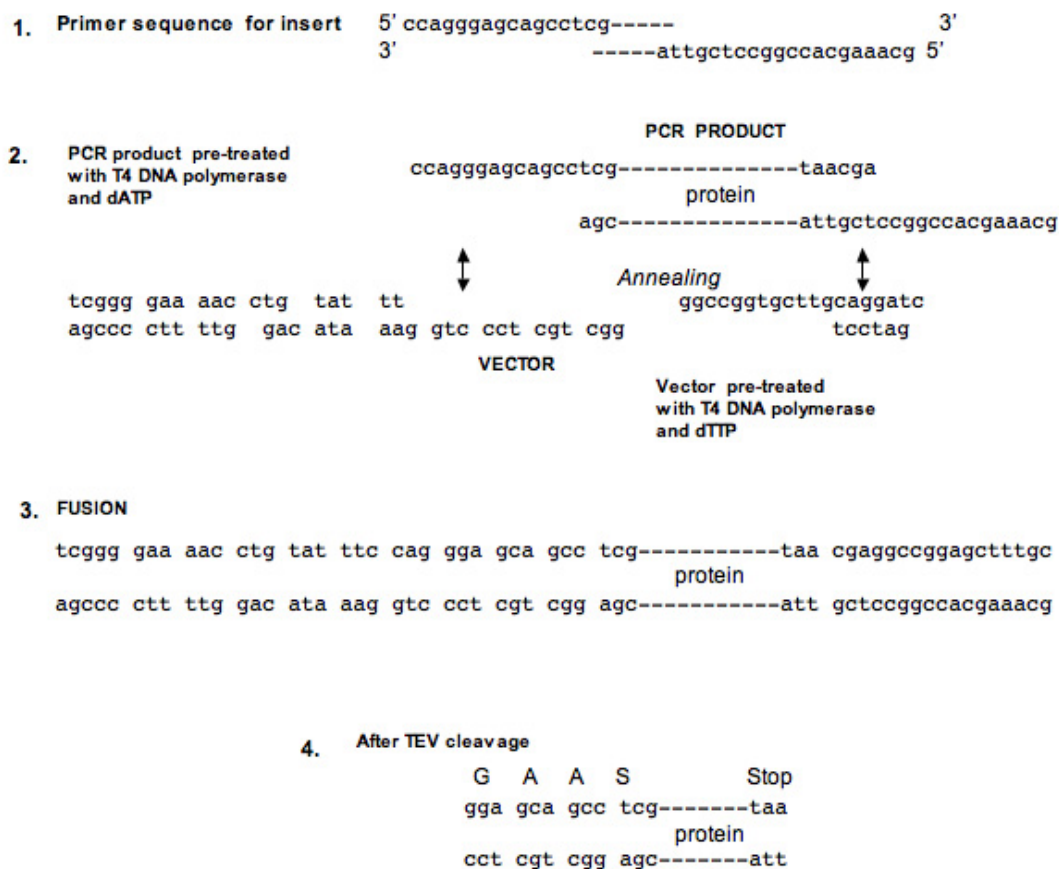 1. Primer sequence for insert 5' ccagggagcagcctcg----- 3'
3' -----attgctccggccacgaaacg 5'
PCR PRODUCT
2. PCR product pre-treated
with T4 DNA polymerase
and dATP
ccagggagcagcctcg--------------taacga
protein
agc--------------attgctccggccacgaaacg
Annealing
tcggg gaa aac ctg tat tt ggccggtgcttgcaggatc
agccc ctt ttg gac ata aag gtc cct cgt cgg tcctag
VECTOR
Vector pre-treated
with T4 DNA polymerase
and dTTP
3. FUSION
tcggg gaa aac ctg tat ttc cag gga gca gcc tcg-----------taa cgaggccggagctttgc
protein
agccc ctt ttg gac ata aag gtc cct cgt cgg agc-----------att gctccggccacgaaacg
4. After TEV cleavage
G A A S Stop
gga gca gcc tcg-------taa
protein
cct cgt cgg agc-------att